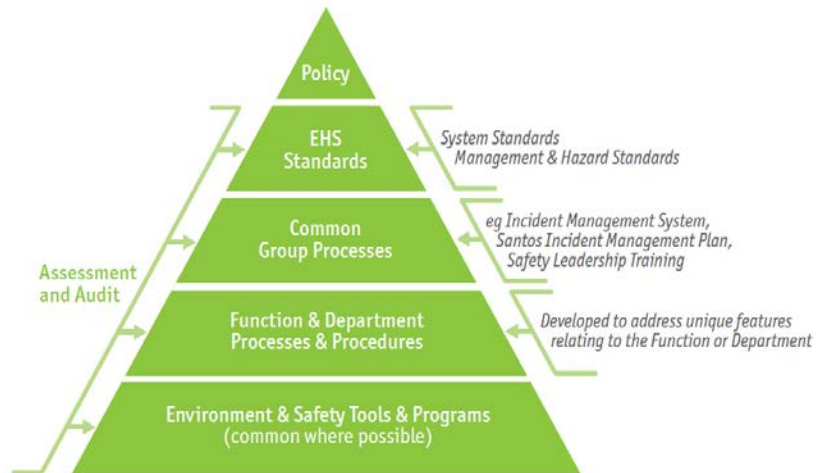 Policy
EHS
Standards
System Standards
Management & Hazard Standards
Common
Group Processes
eg Incident Management System,
Santos Incident Management Plan,
Safety Leadership Training
Assessment
and Audit
Function & Department
Processes & Procedures
Developed to address unique features
relating to the Function or Department
Environment & Safety Tools & Programs
(common where possible)